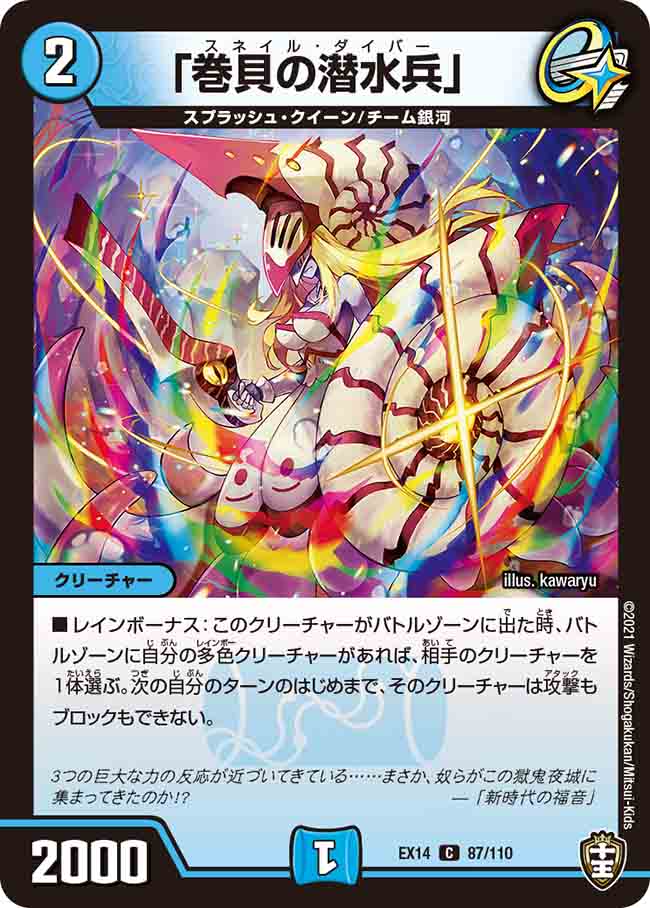 2
スネイル・ダイバー
「巻貝の潜水兵」
スプラッシュ・クイーン/チーム銀河
illus. kawaryu
クリーチャー
■レインボーナス：このクリーチャーがバトルゾーンに出た時、バト
ルゾーンに自分の多色クリーチャーがあれば、相手のクリーチャーを
1体選ぶ。次の自分のターンのはじめまで、そのクリーチャーは攻撃も
ブロックもできない。
3つの巨大な力の反応が近づいてきている……まさか、奴らがこの獄鬼夜城に
集まってきたのか!?　―「新時代の福音」
©2021 Wizards/Shogakukan/Mitsui-Kids
2000
1
EX14 C 87/110